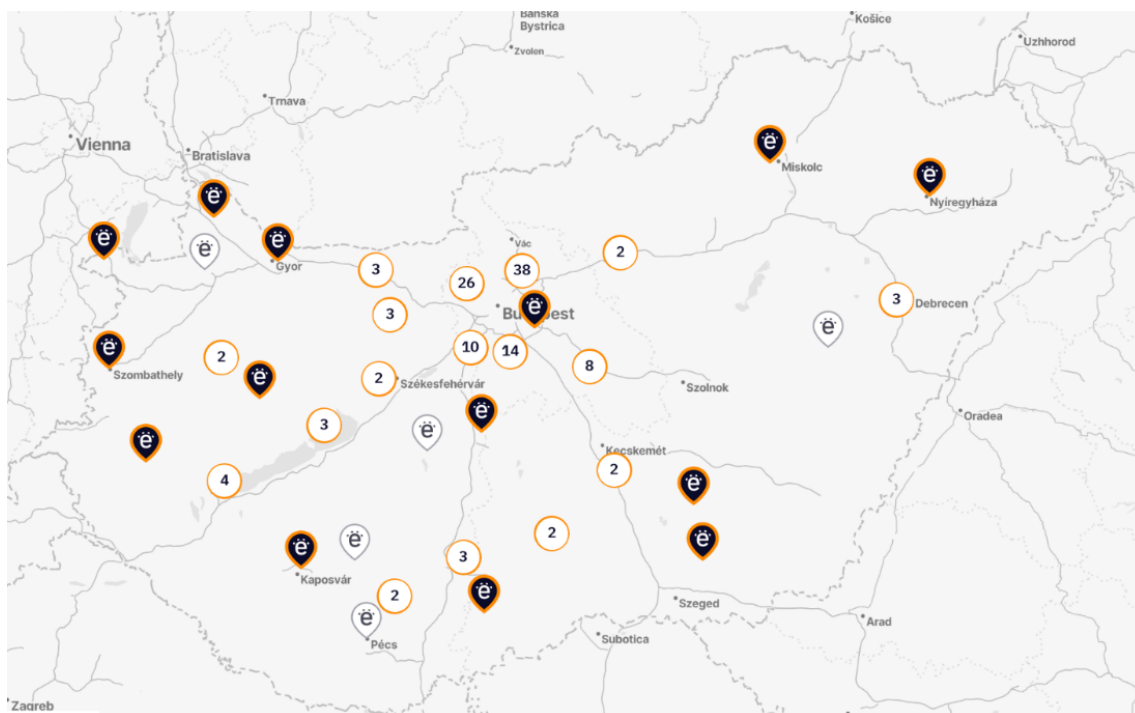 Banská
Bystrica
Košice
Zvolen
Uzhhorod
Trnava
Vienna
Bratislava
ë
Miskolc
ë
Nyíregyháza
ë
ë
ë
ë
Vác
2
Gyor
3
38
26
3
Debrecen
ë
Budapest
3
ë
ë
10
14
2
8
Szombathely
ë
2
Székesfehérvár
Szolnok
ë
Oradea
3
ë
ë
Kecskemét
2
4
ë
2
ë
ë
ë
3
Kaposvár
ë
2
Szeged
ë
Arad
Subotica
Pécs
Zagreb